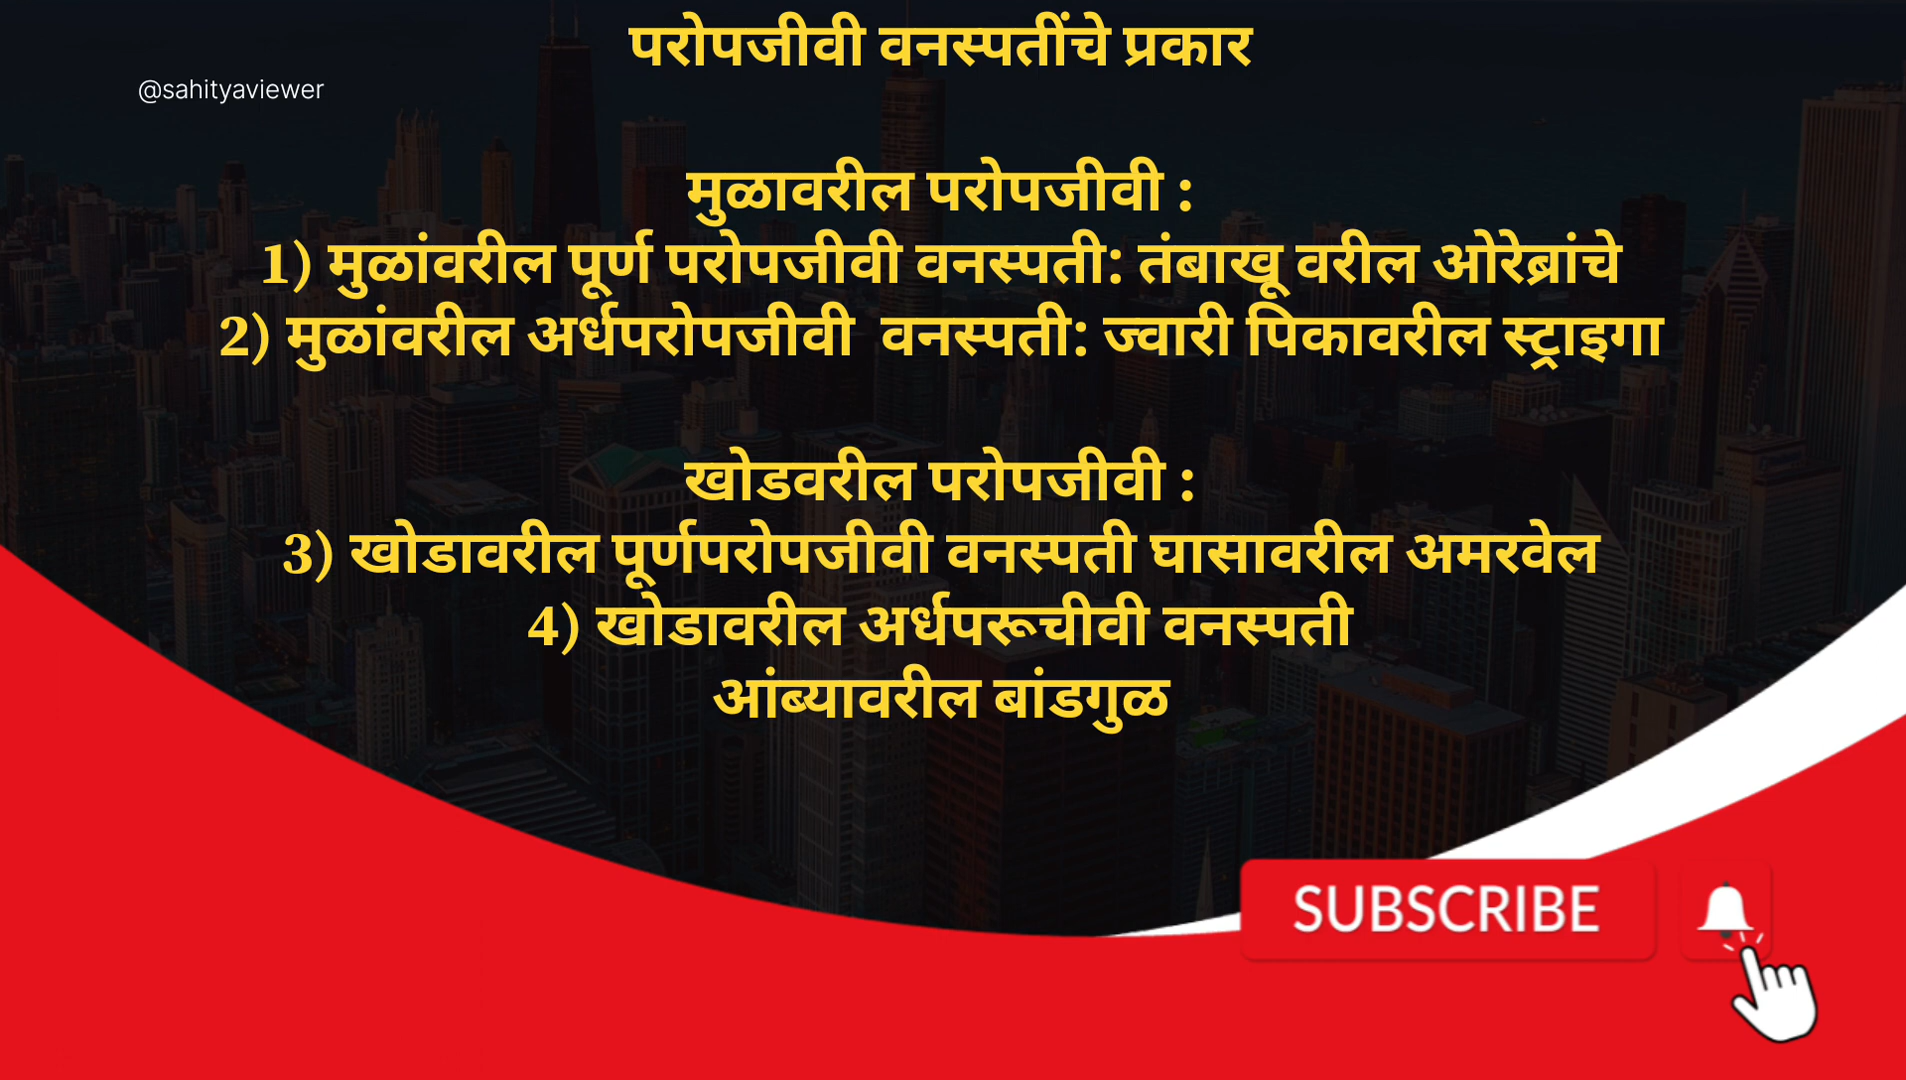 परोपजीवी वनस्पतींचे प्रकार
@sahityaviewer
मुळावरील परोपजीवी :
1) मुळांवरील पूर्ण परोपजीवी वनस्पती: तंबाखू वरील ओरेब्रांचे
2) मुळांवरील अर्धपरोपजीवी वनस्पती: ज्वारी पिकावरील स्ट्राइगा
खोडवरील परोपजीवी :
3) खोडावरील पूर्णपरोपजीवी वनस्पती घासावरील अमरवेल
4) खोडावरील अर्धपरूचीवी वनस्पती
आंब्यावरील बांडगुळ
SUBSCRIBE